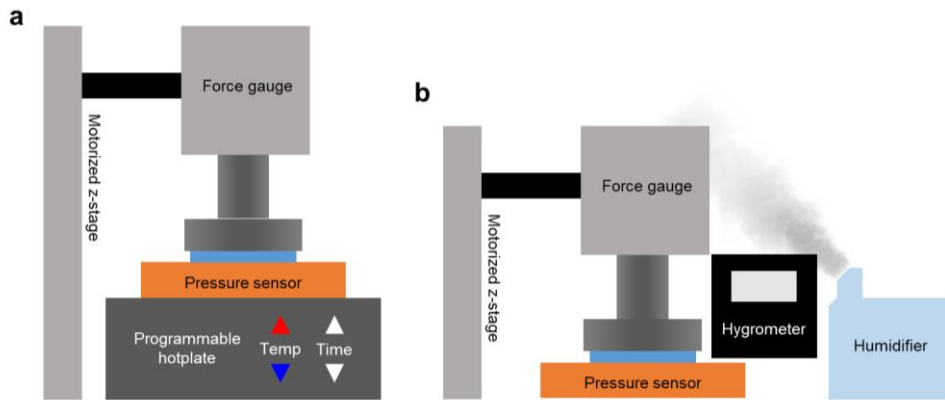 a
Force gauge
Motorized z-stage
Pressure sensor
Programmable
hotplate
Temp
Time
b
Force gauge
Motorized z-stage
Hygrometer
Humidifier
Pressure sensor